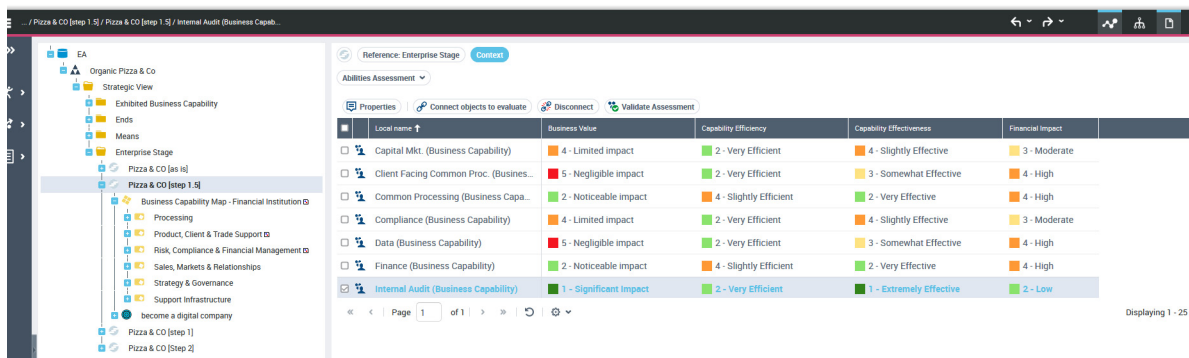 ... / Pizza & CO [step 1.5] / Pizza & CO [step 1.5] / Internal Audit (Business Capab...
EA
Organic Pizza & Co
Strategic View
Exhibited Business Capability
Ends
Means
Enterprise Stage
Pizza & CO [as is]
Pizza & CO [step 1.5]
Business Capability Map - Financial Institution
Processing
Product, Client & Trade Support
Risk, Compliance & Financial Management
Sales, Markets & Relationships
Strategy & Governance
Support Infrastructure
become a digital company
Pizza & CO [step 1]
Pizza & CO [Step 2]
Reference: Enterprise Stage Context
Abilities Assessment
Properties Connect objects to evaluate Disconnect Validate Assessment
Local name ↑ Business Value Capability Efficiency Capability Effectiveness Financial Impact
Capital Mkt. (Business Capability) 4 - Limited impact 2 - Very Efficient 4 - Slightly Effective 3 - Moderate
Client Facing Common Proc. (Busines... 5 - Negligible impact 2 - Very Efficient 3 - Somewhat Effective 4 - High
Common Processing (Business Capa... 2 - Noticeable impact 4 - Slightly Efficient 2 - Very Effective 4 - High
Compliance (Business Capability) 4 - Limited impact 2 - Very Efficient 4 - Slightly Effective 3 - Moderate
Data (Business Capability) 5 - Negligible impact 2 - Very Efficient 3 - Somewhat Effective 4 - High
Finance (Business Capability) 2 - Noticeable impact 4 - Slightly Efficient 2 - Very Effective 4 - High
Internal Audit (Business Capability) 1 - Significant Impact 2 - Very Efficient 1 - Extremely Effective 2 - Low
Page 1 of 1
Displaying 1 - 25